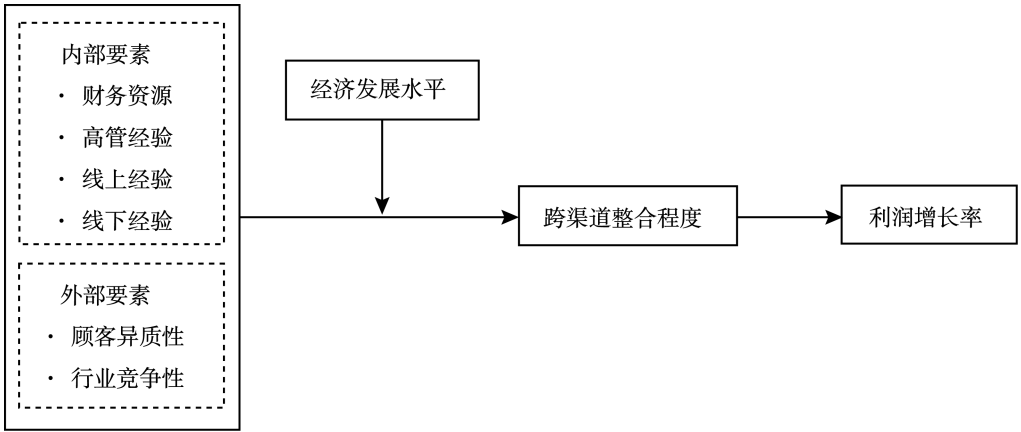 内部要素
· 财务资源
· 高管经验
· 线上经验
· 线下经验
外部要素
· 顾客异质性
· 行业竞争性
经济发展水平
跨渠道整合程度
利润增长率